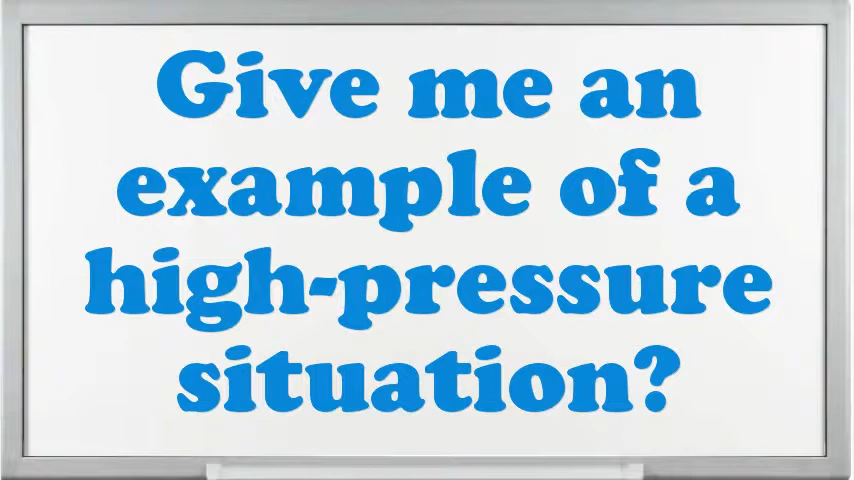 Give me an
example of a
high-pressure
situation?